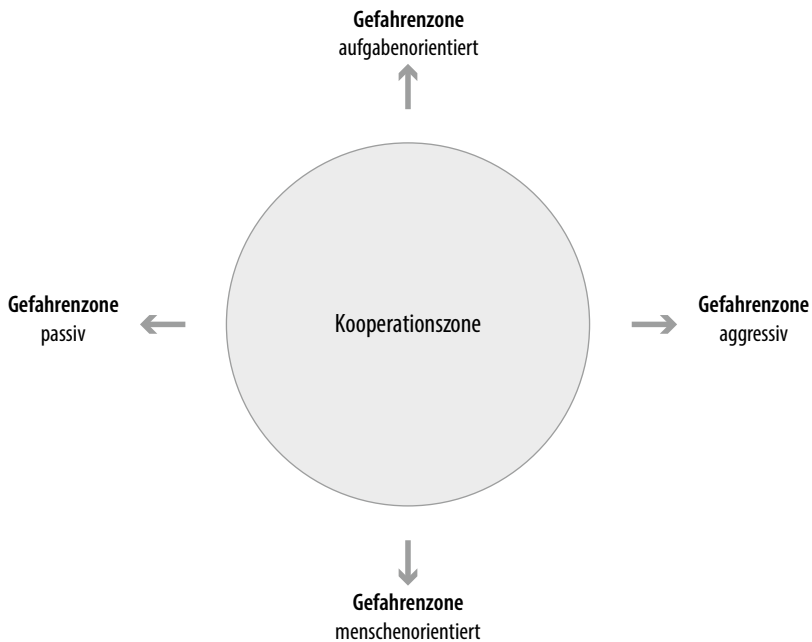 Gefahrenzone
aufgabenorientiert
Gefahrenzone
passiv
Kooperationszone
Gefahrenzone
aggressiv
Gefahrenzone
menschenorientiert